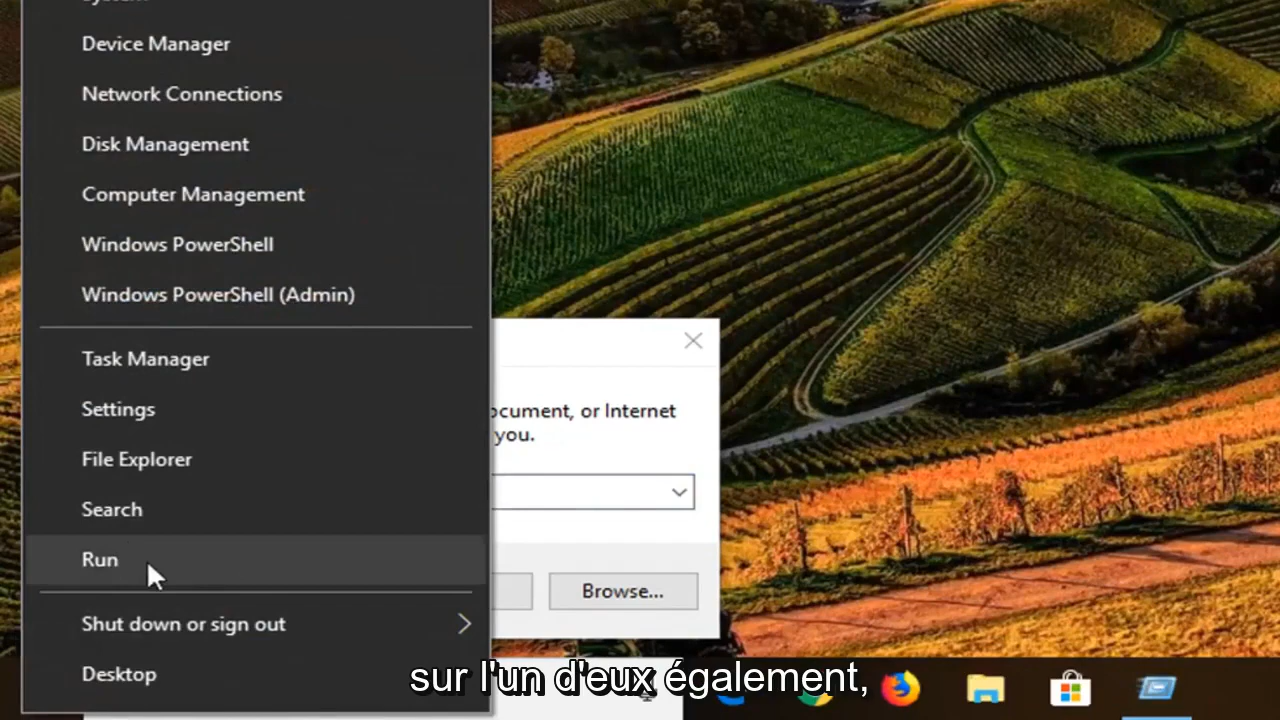 Device Manager
Network Connections
Disk Management
Computer Management
Windows PowerShell
Windows PowerShell (Admin)
Task Manager
Settings
File Explorer
Search
Run
Shut down or sign out
Desktop
ocument, or Internet
you.
Browse...
sur l'un d'eux également,